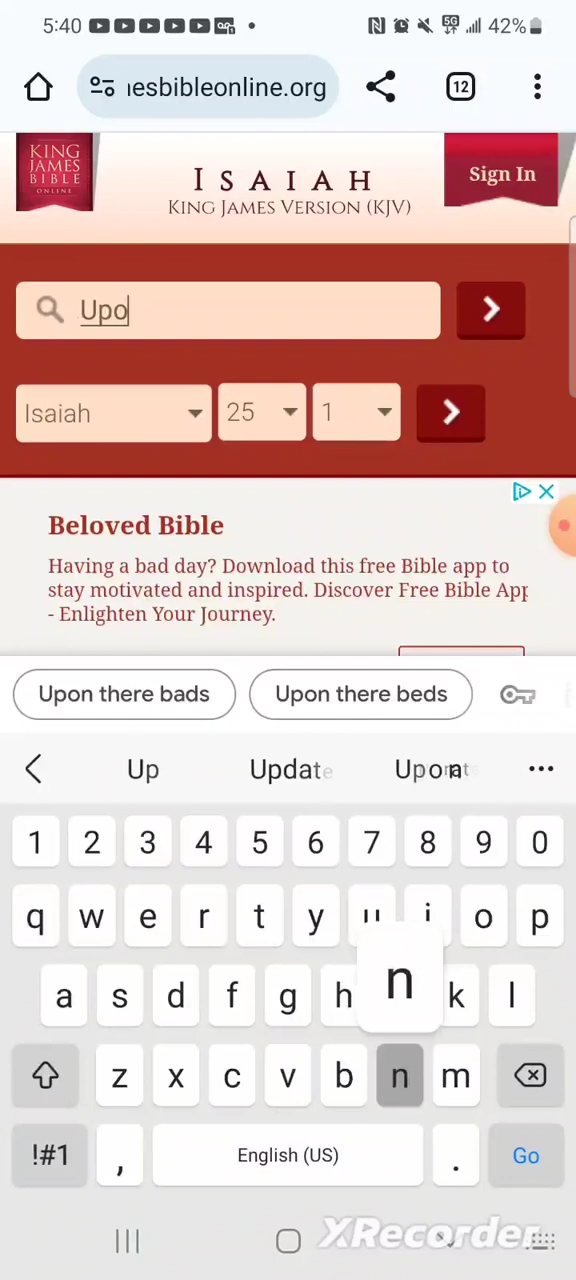 5:40
5G
42%
ıesbibleonline.org
12
KING
JAMES
BIBLE
ONLINE
ISAIAH
KING JAMES VERSION (KJV)
Sign In
Upo
Isaiah 25 1
Beloved Bible
Having a bad day? Download this free Bible app to
stay motivated and inspired. Discover Free Bible App
- Enlighten Your Journey.
Upon there bads Upon there beds
Up Update Upon
1 2 3 4 5 6 7 8 9 0
q w e r t y u i o p
n
a s d f g h k l
z x c v b n m
!#1 , English (US) . Go
XRecorder